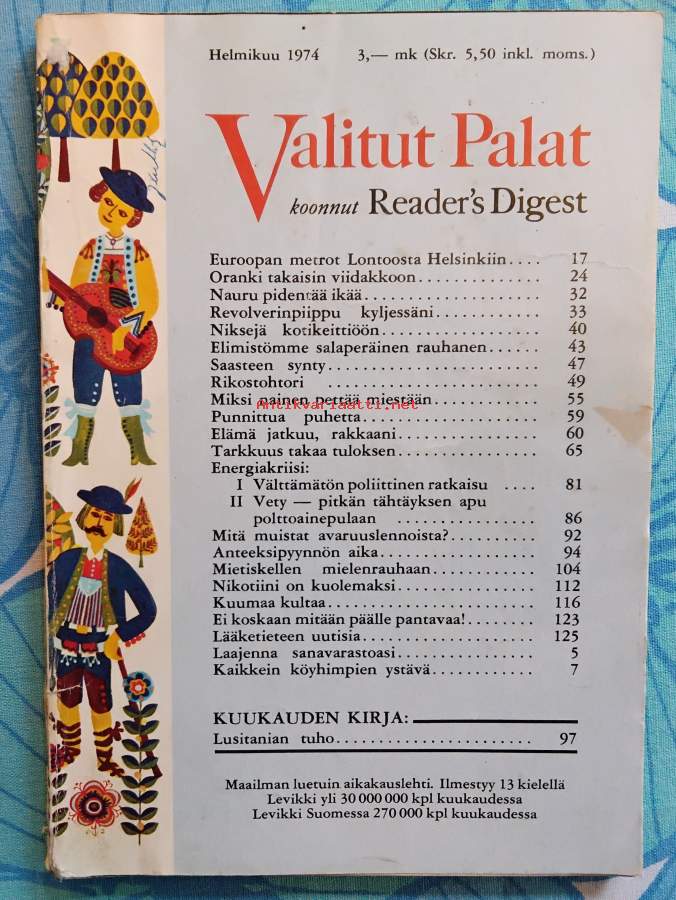 Helmikuu 1974 3,— mk (Skr. 5,50 inkl. moms.)
Valitut Palat
koonnut Reader's Digest
Euroopan metrot Lontoosta Helsinkiin.... 17
Oranki takaisin viidakkoon............. 24
Nauru pidentää ikää................... 32
Revolverinpiippu kyljessäni........... 33
Niksejä kotikeittiöön................. 40
Elimistömme salaperäinen rauhanen...... 43
Saasteen synty........................ 47
Rikostohtori ...................... 49
Miksi nainen pettää miestään........... 55
Antikvariaatti.net
Punnittua puhetta.................... 59
Elämä jatkuu, rakkaani............... 60
Tarkkuus takaa tuloksen............... 65
Energiakriisi:
I Välttämätön poliittinen ratkaisu .... 81
II Vety — pitkän tähtäyksen apu
polttoainepulaan ............... 86
Mitä muistat avaruuslennoista?......... 92
Anteeksipyynnön aika................. 94
Mietiskellen mielenrauhaan............ 104
Nikotiini on kuolemaksi............... 112
Kuumaa kultaa....................... 116
Ei koskaan mitään päälle pantavaa!........ 123
Lääketieteen uutisia................... 125
Laajenna sanavarastoasi............... 5
Kaikkein köyhimpien ystävä............ 7
KUUKAUDEN KIRJA:
Lusitanian tuho....................... 97
Maailman luetuin aikakauslehti. Ilmestyy 13 kielellä
Levikki yli 30 000 000 kpl kuukaudessa
Levikki Suomessa 270 000 kpl kuukaudessa